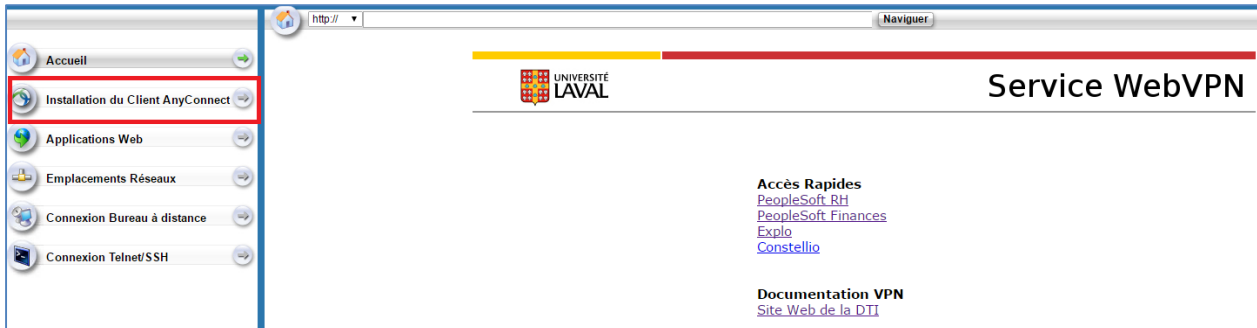 http://
Naviguer
Accueil
Installation du Client AnyConnect
Applications Web
Emplacements Réseaux
Connexion Bureau à distance
Connexion Telnet/SSH
UNIVERSITÉ
LAVAL
Service WebVPN
Accès Rapides
PeopleSoft RH
PeopleSoft Finances
Explo
Constellio
Documentation VPN
Site Web de la DTI